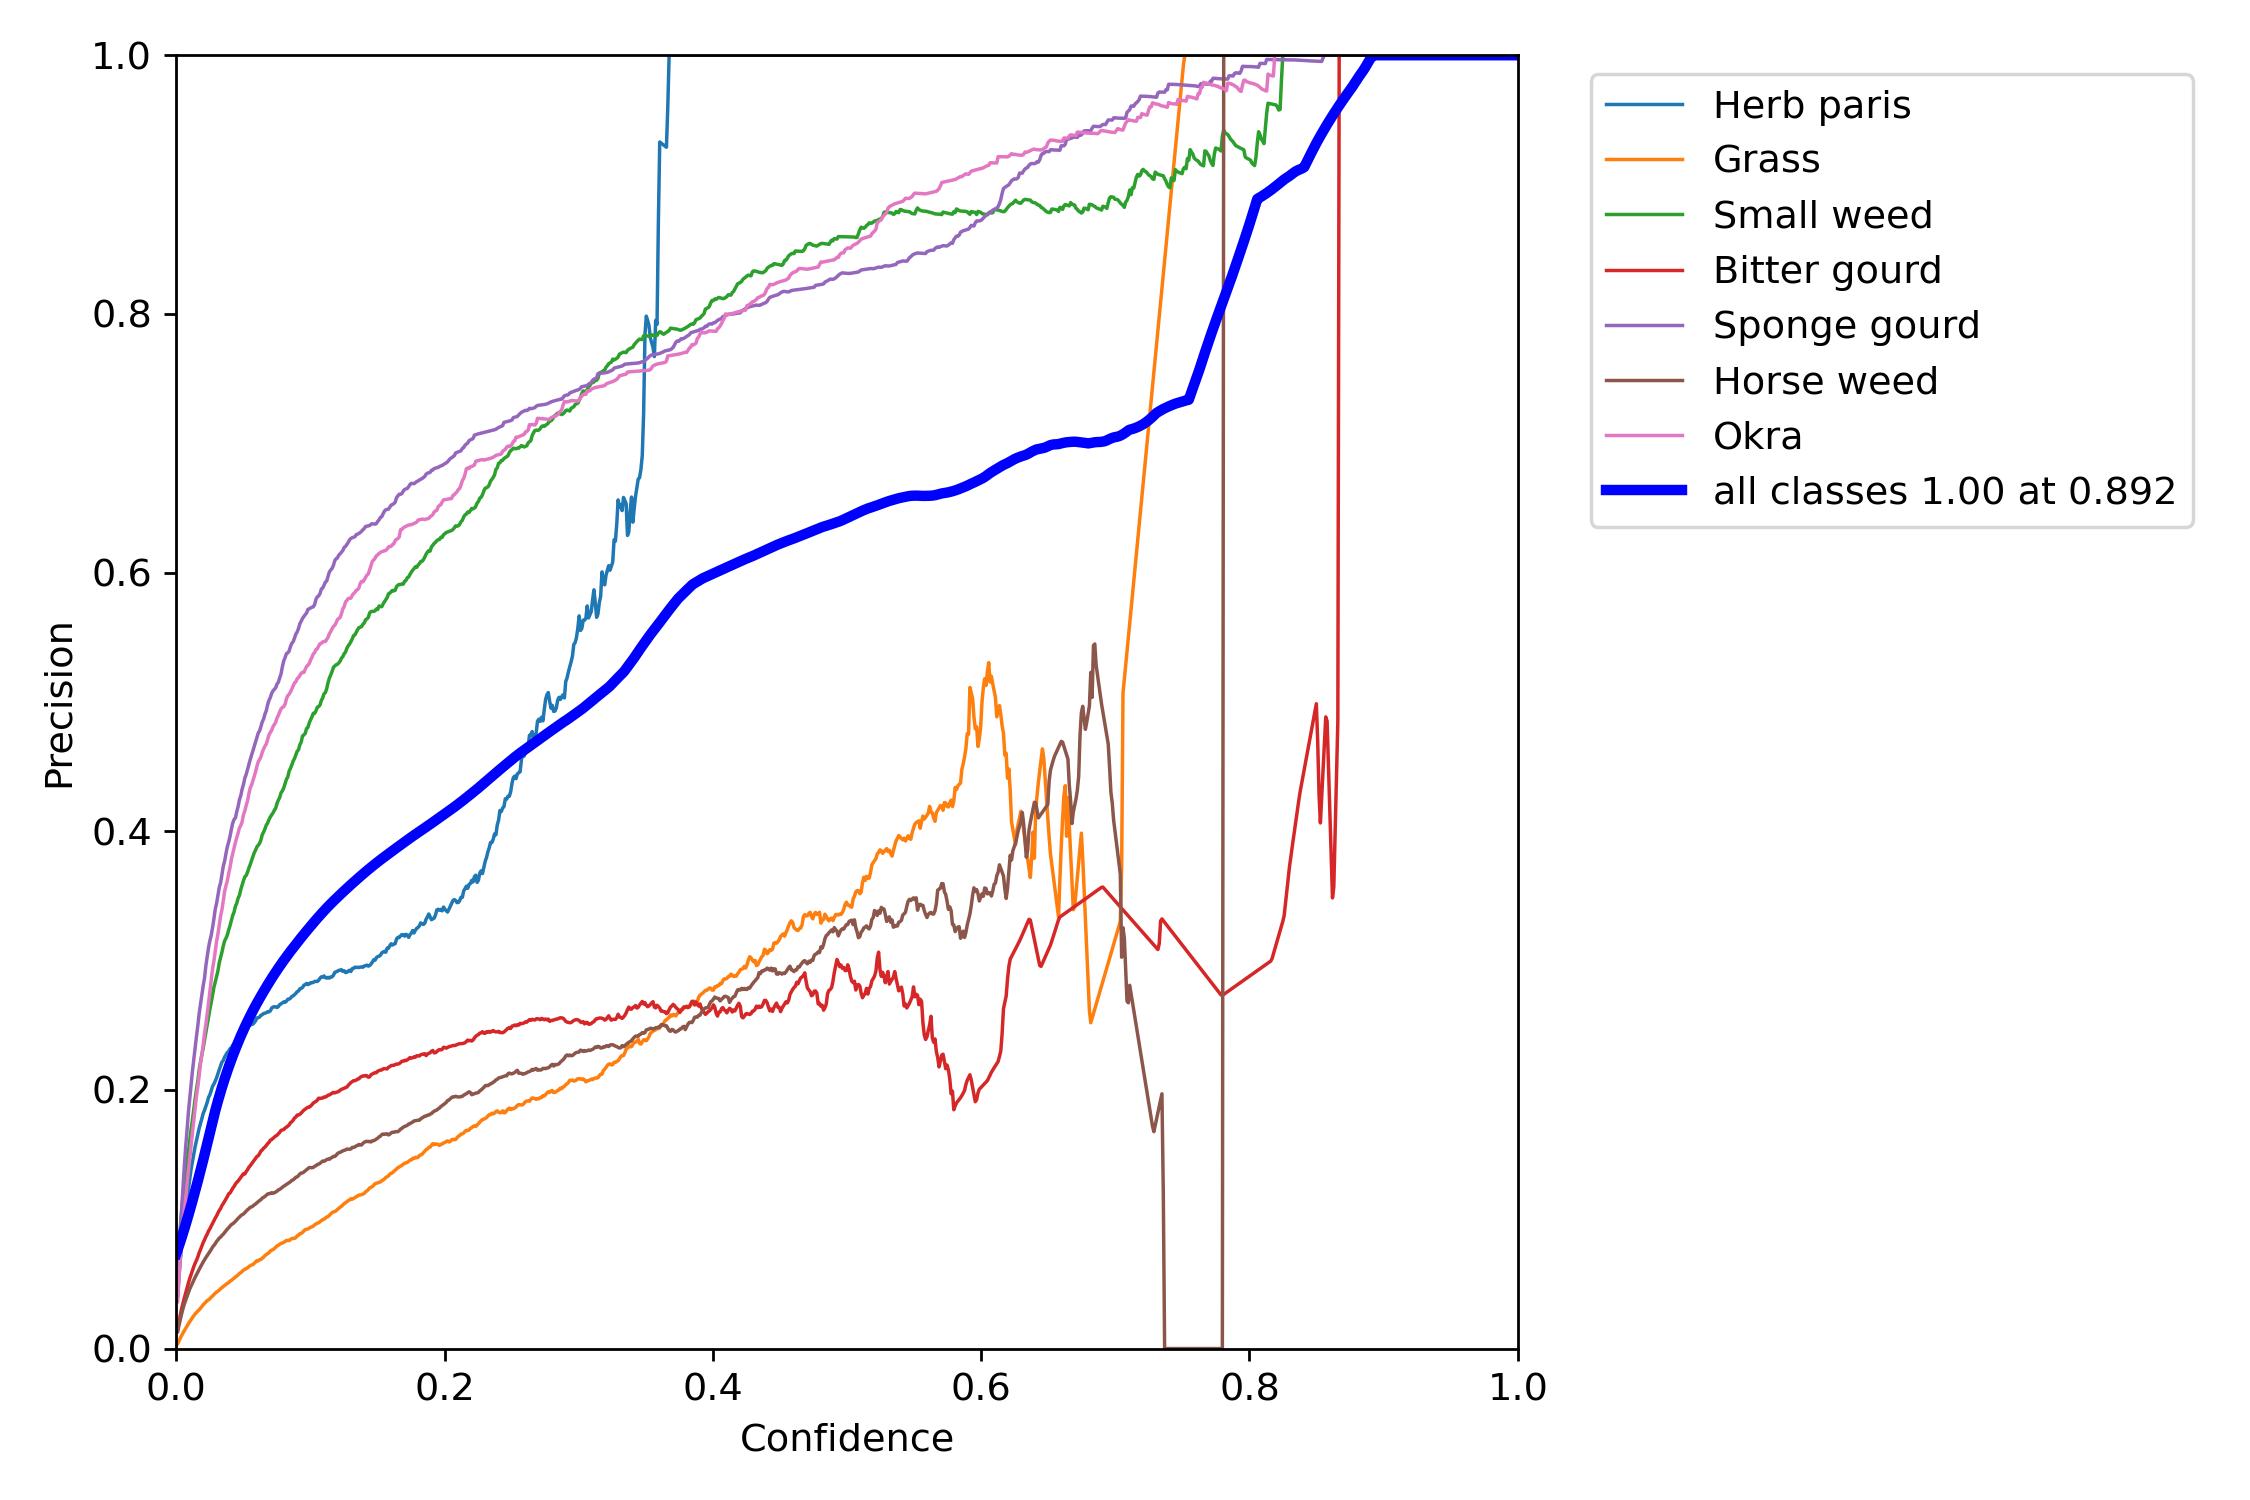 1.0
0.8
0.6
0.4
0.2
0.0
Precision
0.0 0.2 0.4 0.6 0.8 1.0
Confidence
Herb paris
Grass
Small weed
Bitter gourd
Sponge gourd
Horse weed
Okra
all classes 1.00 at 0.892